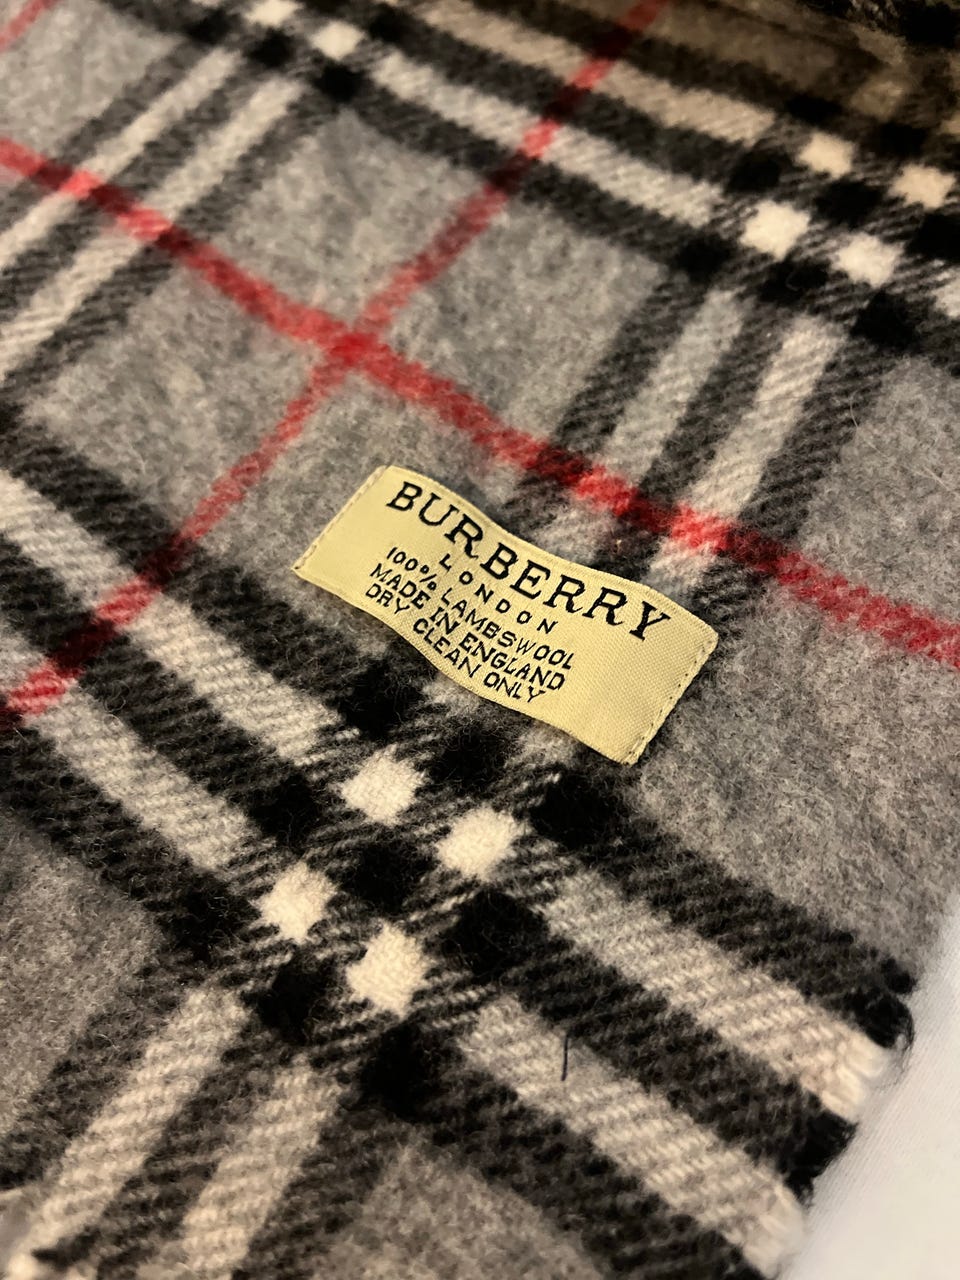 BURBERRY
LONDON
100% LAMBSWOOL
MADE IN ENGLAND
DRY CLEAN ONLY